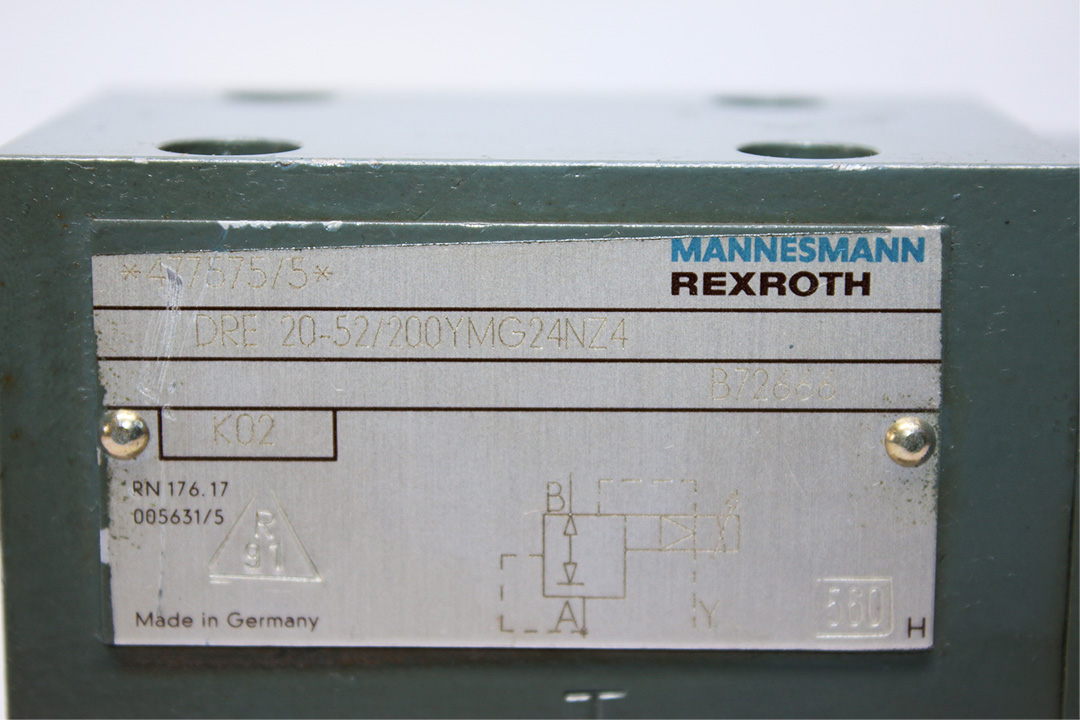 *477575/5*
MANNESMANN
REXROTH
DRE 20-52/200YMG24NZ4
B72666
K02
RN 176.17
005631/5
R
91
B
A
Y
Made in Germany
560
H